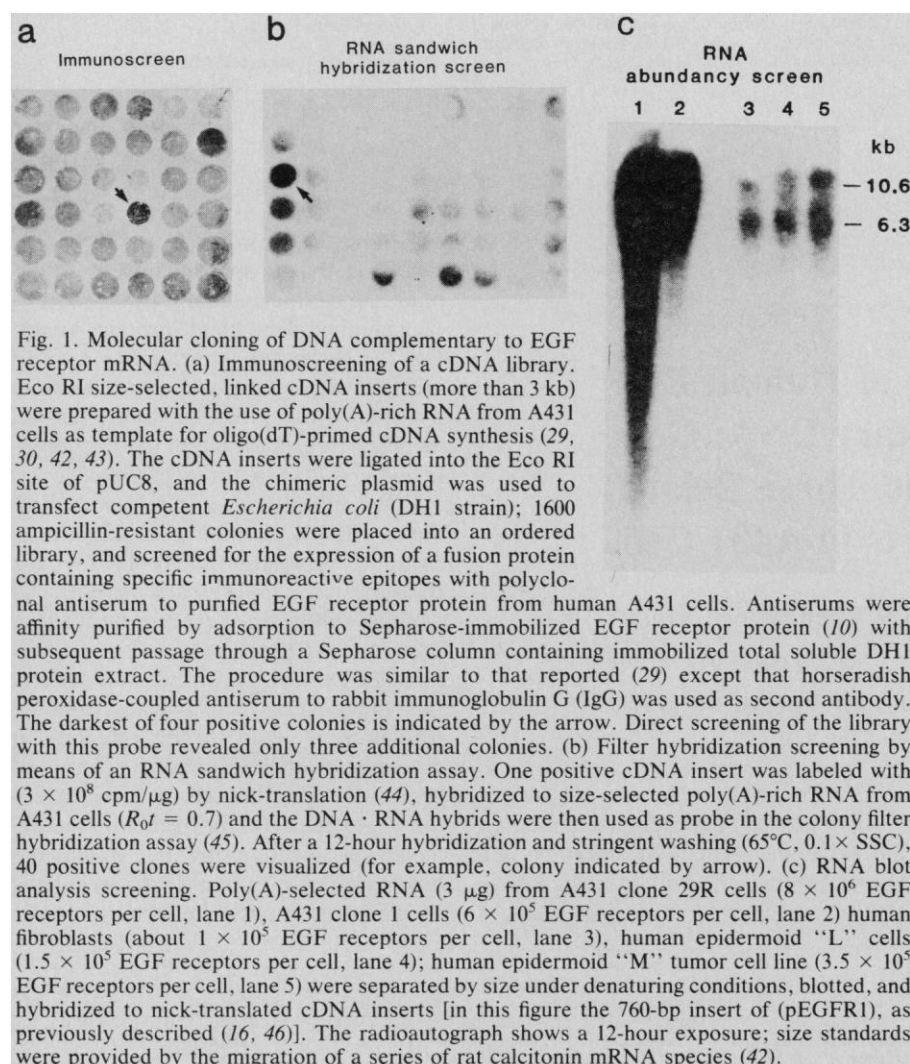 a
Immunoscreen
b
RNA sandwich
hybridization screen
c
RNA
abundancy screen
1 2 3 4 5
kb
— 10.6
— 6.3
Fig. 1. Molecular cloning of DNA complementary to EGF
receptor mRNA. (a) Immunoscreening of a cDNA library.
Eco RI size-selected, linked cDNA inserts (more than 3 kb)
were prepared with the use of poly(A)-rich RNA from A431
cells as template for oligo(dT)-primed cDNA synthesis (29,
30, 42, 43). The cDNA inserts were ligated into the Eco RI
site of pUC8, and the chimeric plasmid was used to
transfect competent Escherichia coli (DH1 strain); 1600
ampicillin-resistant colonies were placed into an ordered
library, and screened for the expression of a fusion protein
containing specific immunoreactive epitopes with polyclo-
nal antiserum to purified EGF receptor protein from human A431 cells. Antiserums were
affinity purified by adsorption to Sepharose-immobilized EGF receptor protein (10) with
subsequent passage through a Sepharose column containing immobilized total soluble DH1
protein extract. The procedure was similar to that reported (29) except that horseradish
peroxidase-coupled antiserum to rabbit immunoglobulin G (IgG) was used as second antibody.
The darkest of four positive colonies is indicated by the arrow. Direct screening of the library
with this probe revealed only three additional colonies. (b) Filter hybridization screening by
means of an RNA sandwich hybridization assay. One positive cDNA insert was labeled with
(3 × 10⁸ cpm/μg) by nick-translation (44), hybridized to size-selected poly(A)-rich RNA from
A431 cells (R₀t = 0.7) and the DNA · RNA hybrids were then used as probe in the colony filter
hybridization assay (45). After a 12-hour hybridization and stringent washing (65°C, 0.1× SSC),
40 positive clones were visualized (for example, colony indicated by arrow). (c) RNA blot
analysis screening. Poly(A)-selected RNA (3 μg) from A431 clone 29R cells (8 × 10⁶ EGF
receptors per cell, lane 1), A431 clone 1 cells (6 × 10⁵ EGF receptors per cell, lane 2) human
fibroblasts (about 1 × 10⁵ EGF receptors per cell, lane 3), human epidermoid “L” cells
(1.5 × 10⁵ EGF receptors per cell, lane 4); human epidermoid “M” tumor cell line (3.5 × 10⁵
EGF receptors per cell, lane 5) were separated by size under denaturing conditions, blotted, and
hybridized to nick-translated cDNA inserts [in this figure the 760-bp insert of (pEGFR1), as
previously described (16, 46)]. The radioautograph shows a 12-hour exposure; size standards
were provided by the migration of a series of rat calcitonin mRNA species (42).